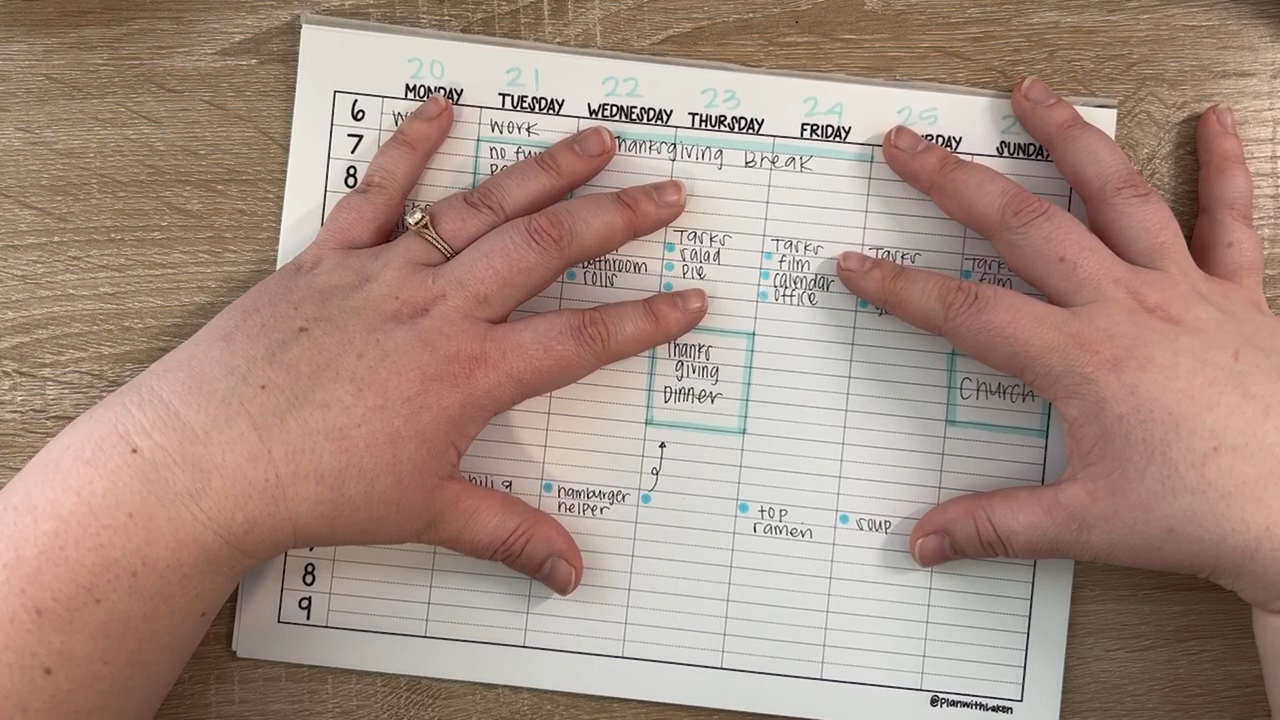 20 21 22 23 24 25
MONDAY TUESDAY WEDNESDAY THURSDAY FRIDAY SUNDAY
6
work
7
no
Thanksgiving Break
8
bathroom
rolls
Tasks
salad
pie
Tasks
film
calendar
office
Tasks
Tasks
film
Thanks
giving
Dinner
Church
hamburger
helper
top
ramen
soup
8
9
@planwithlaken